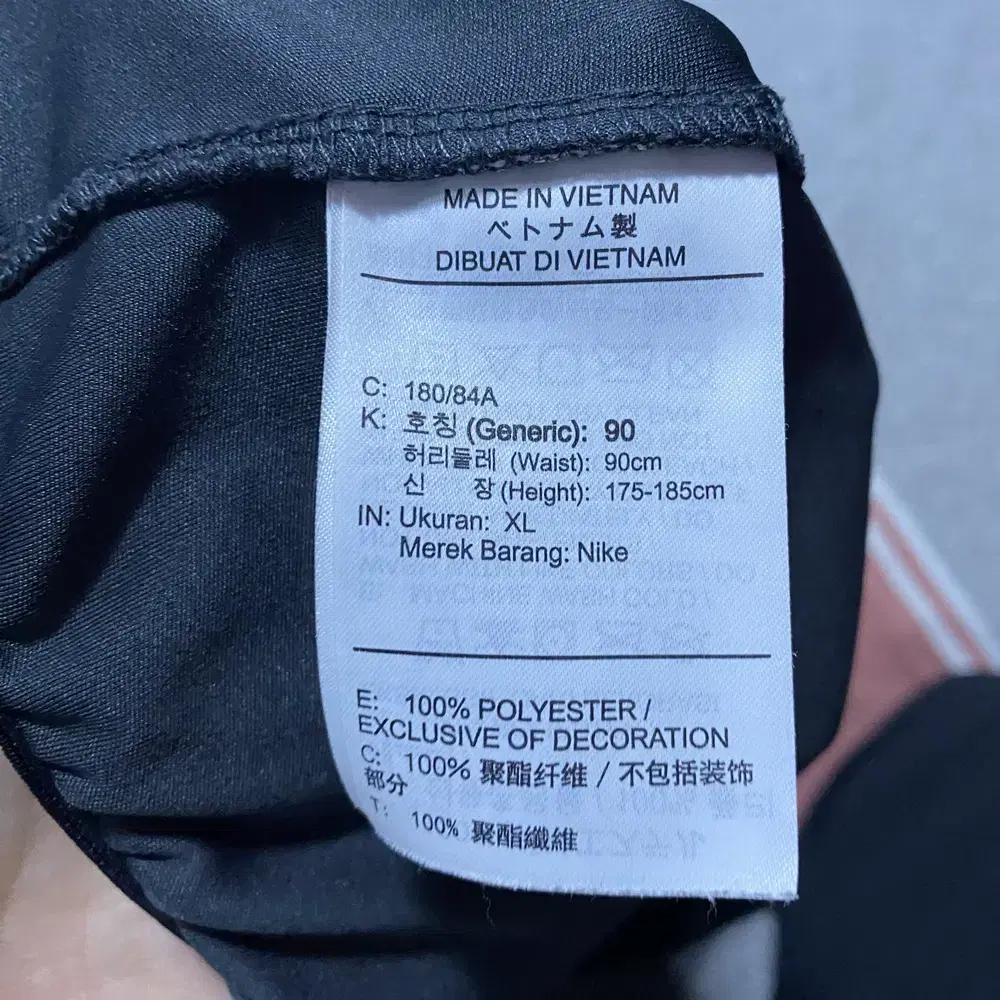 MADE IN VIETNAM
ベトナム製
DIBUAT DI VIETNAM
C: 180/84A
K: 호칭 (Generic): 90
허리둘레 (Waist): 90cm
신 장 (Height): 175-185cm
IN: Ukuran: XL
Merek Barang: Nike
E: 100% POLYESTER /
EXCLUSIVE OF DECORATION
C: 100% 聚酯纤维 / 不包括装饰
部分
T: 100% 聚酯纖維